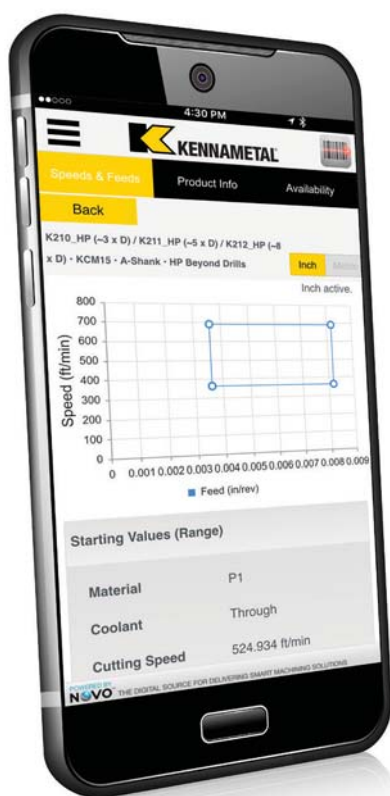 4:30 PM
KENNAMETAL
Speeds & Feeds Product Info Availability
Back
K210_HP (~3 x D) / K211_HP (~5 x D) / K212_HP (~8
x D) · KCM15 · A-Shank · HP Beyond Drills
Inch Metric
Inch active.
800
700
600
500
400
300
200
100
0
Speed (ft/min)
0 0.001 0.002 0.003 0.004 0.005 0.006 0.007 0.008 0.009
Feed (in/rev)
Starting Values (Range)
Material P1
Coolant Through
Cutting Speed 524.934 ft/min
POWERED BY
NOVO THE DIGITAL SOURCE FOR DELIVERING SMART MACHINING SOLUTIONS